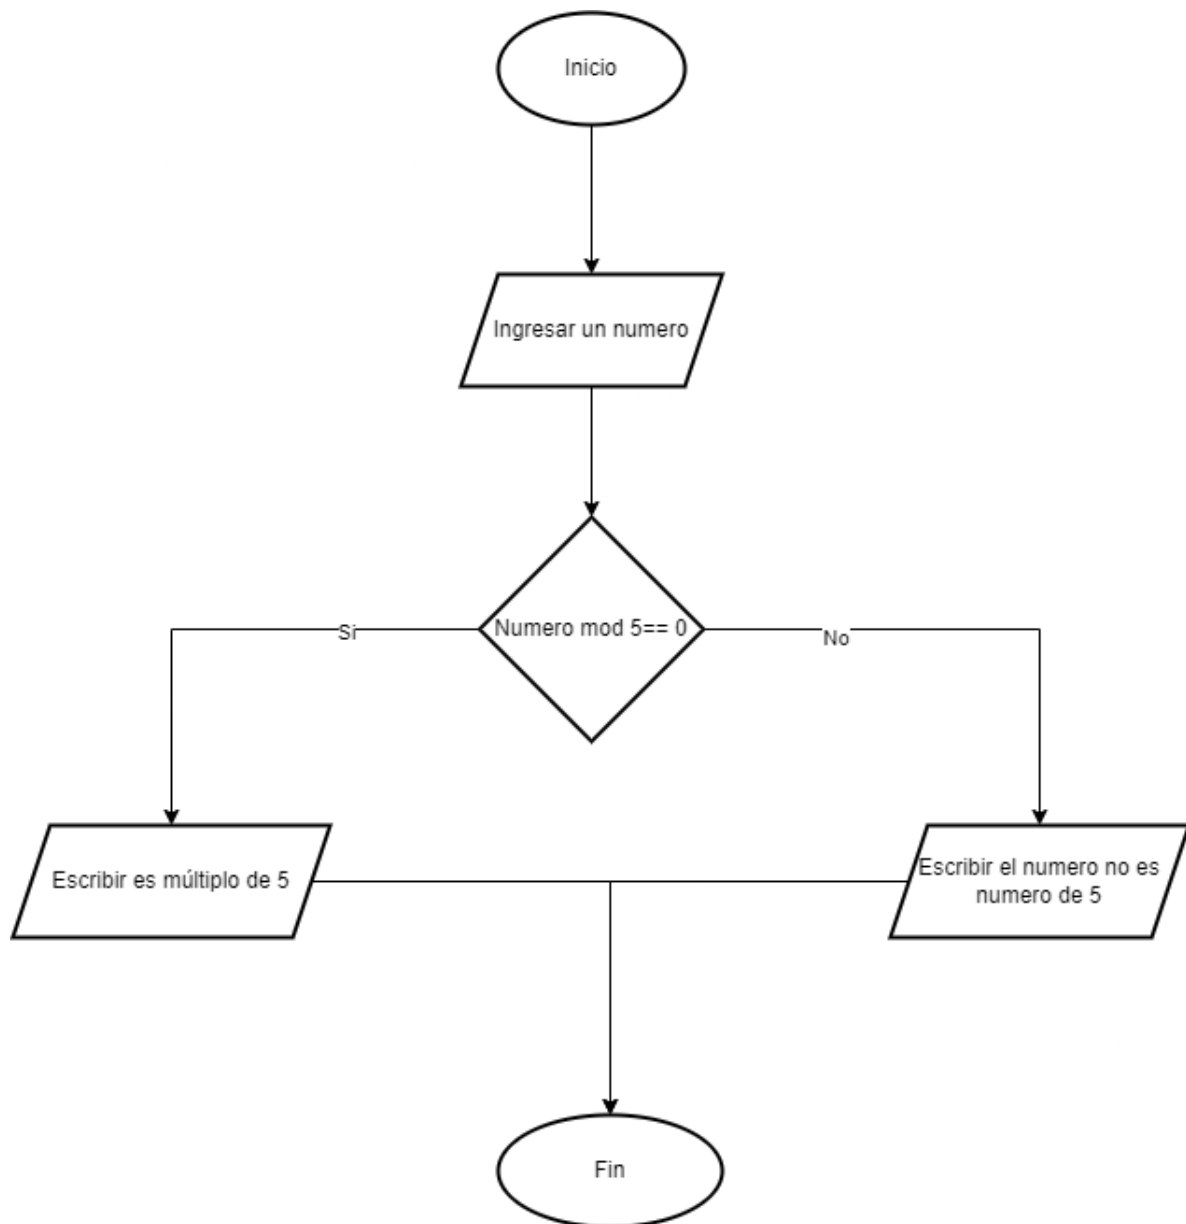 Inicio
Ingresar un numero
Numero mod 5== 0
Si
No
Escribir es múltiplo de 5
Escribir el numero no es
numero de 5
Fin